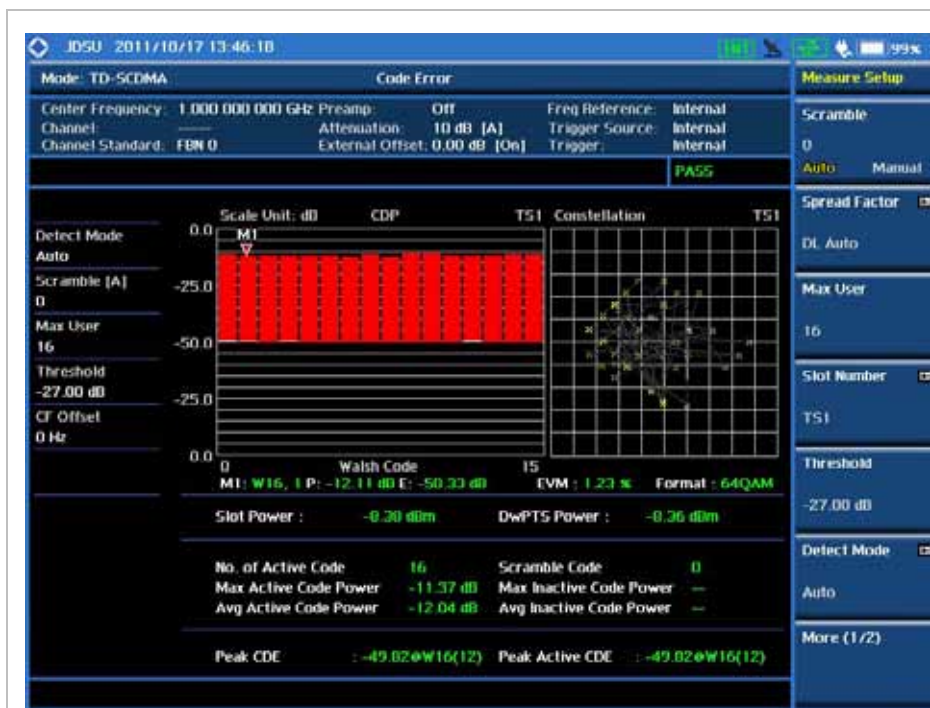 JDSU 2011/10/17 13:46:18
99%
Mode: TD-SCDMA Code Error
Center Frequency: 1.000 000 000 GHz Preamp: Off Freq Reference: Internal
Channel: ---- Attenuation: 10 dB [A] Trigger Source: Internal
Channel Standard: FBN 0 External Offset: 0.00 dB [On] Trigger: Internal
PASS
Detect Mode
Auto
Scramble [A]
0
Max User
16
Threshold
-27.00 dB
CF Offset
0 Hz
Scale Unit: dB CDP TS1 Constellation TS1
M1
0.0
-25.0
-50.0
-25.0
0.0
0 Walsh Code 15
M1: W16, 1 P: -12.11 dB E: -50.33 dB EVM : 1.23 % Format : 64QAM
Slot Power : -8.30 dBm DwPTS Power : -8.36 dBm
No. of Active Code 16 Scramble Code 0
Max Active Code Power -11.37 dB Max Inactive Code Power --
Avg Active Code Power -12.04 dB Avg Inactive Code Power --
Peak CDE : -49.82@W16(12) Peak Active CDE : -49.82@W16(12)
Measure Setup
Scramble
0
Auto Manual
Spread Factor
DL Auto
Max User
16
Slot Number
TS1
Threshold
-27.00 dB
Detect Mode
Auto
More (1/2)